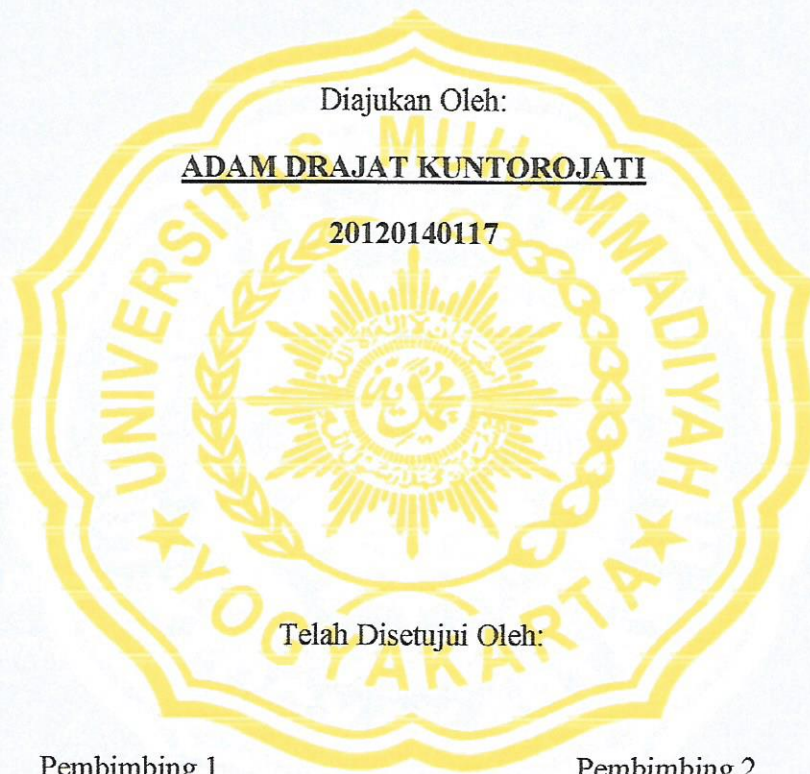 Diajukan Oleh:
ADAM DRAJAT KUNTOROJATI
20120140117
UNIVERSITAS MUHAMMADIYAH
YOGYAKARTA
Telah Disetujui Oleh:
Pembimbing 1 Pembimbing 2